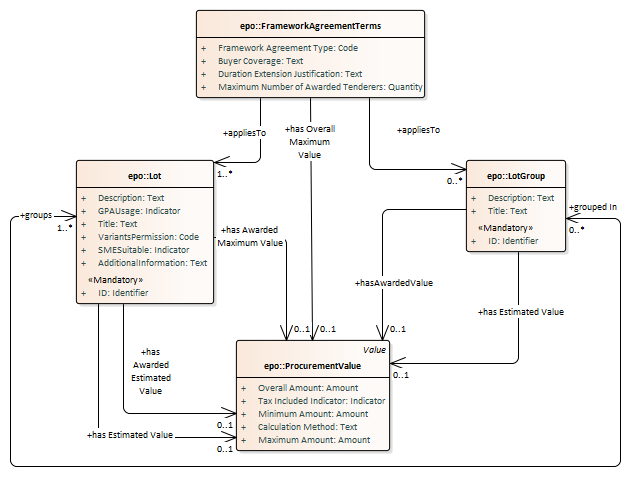 epo::FrameworkAgreementTerms
+ Framework Agreement Type: Code
+ Buyer Coverage: Text
+ Duration Extension Justification: Text
+ Maximum Number of Awarded Tenderers: Quantity
+appliesTo
+has Overall
Maximum
Value
+appliesTo
1..*
0..*
epo::Lot
+ Description: Text
+ GPAUsage: Indicator
+ Title: Text
+ VariantsPermission: Code
+ SMESuitable: Indicator
+ AdditionalInformation: Text
«Mandatory»
+ ID: Identifier
epo::LotGroup
+ Description: Text
+ Title: Text
«Mandatory»
+ ID: Identifier
+groups
1..*
+grouped In
0..*
+has Awarded
Maximum Value
+hasAwardedValue
+has Estimated Value
0..1
0..1
0..1
0..1
+has
Awarded
Estimated
Value
0..1
+has Estimated Value
0..1
Value
epo::ProcurementValue
+ Overall Amount: Amount
+ Tax Included Indicator: Indicator
+ Minimum Amount: Amount
+ Calculation Method: Text
+ Maximum Amount: Amount